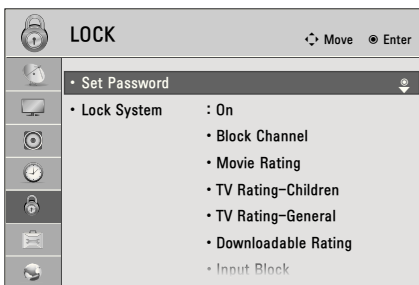 LOCK
Move Enter
• Set Password
• Lock System : On
• Block Channel
• Movie Rating
• TV Rating-Children
• TV Rating-General
• Downloadable Rating
• Input Block